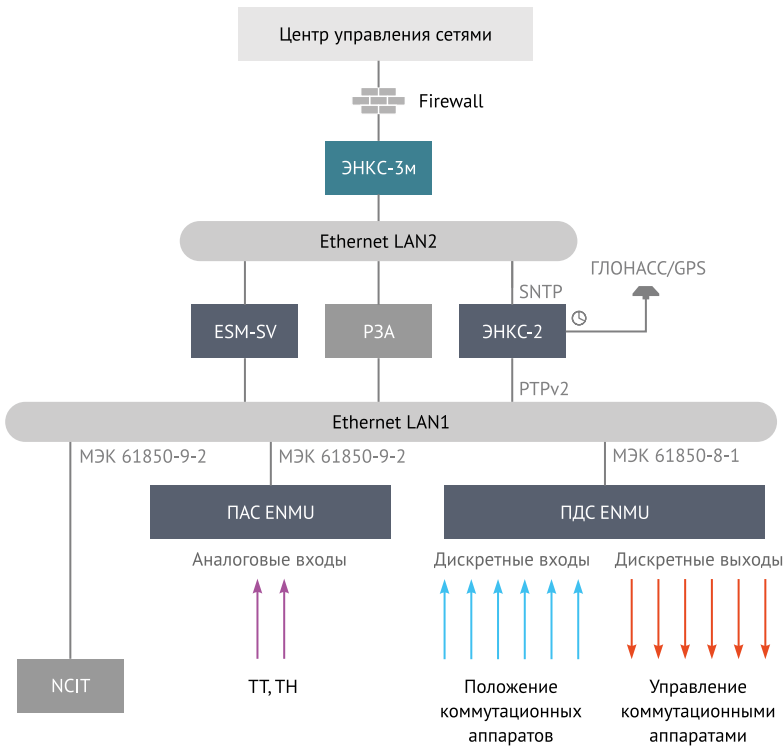 Центр управления сетями
Firewall
ЭНКС-3м
Ethernet LAN2
ГЛОНАСС/GPS
SNTP
ESM-SV
РЗА
ЭНКС-2
PTPv2
Ethernet LAN1
МЭК 61850-9-2
МЭК 61850-9-2
МЭК 61850-8-1
ПАС ENMU
ПДС ENMU
Аналоговые входы
Дискретные входы
Дискретные выходы
NCIT
ТТ, ТН
Положение
коммутационных
аппаратов
Управление
коммутационными
аппаратами